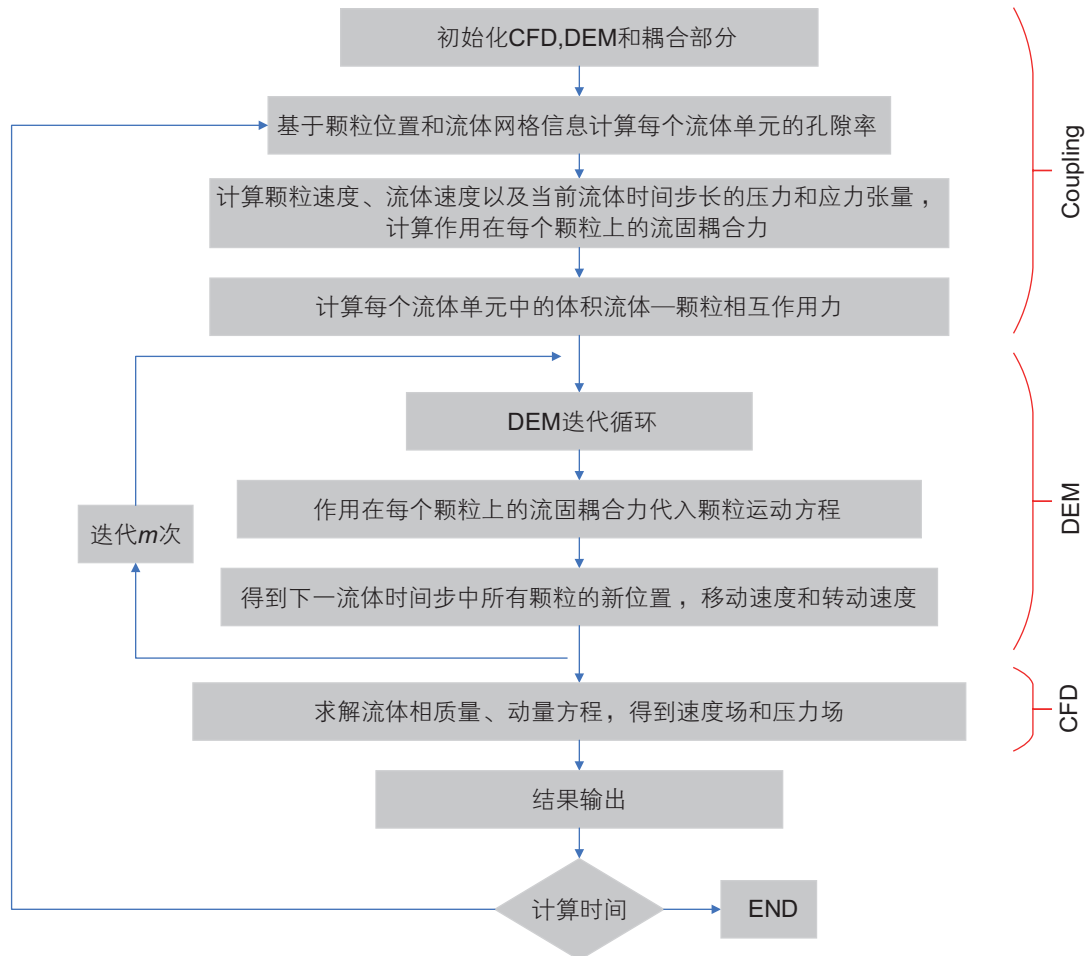 初始化CFD,DEM和耦合部分
基于颗粒位置和流体网格信息计算每个流体单元的孔隙率
计算颗粒速度、流体速度以及当前流体时间步长的压力和应力张量，
计算作用在每个颗粒上的流固耦合力
计算每个流体单元中的体积流体—颗粒相互作用力
Coupling
DEM迭代循环
作用在每个颗粒上的流固耦合力代入颗粒运动方程
迭代m次
得到下一流体时间步中所有颗粒的新位置，移动速度和转动速度
DEM
求解流体相质量、动量方程，得到速度场和压力场
CFD
结果输出
计算时间
END